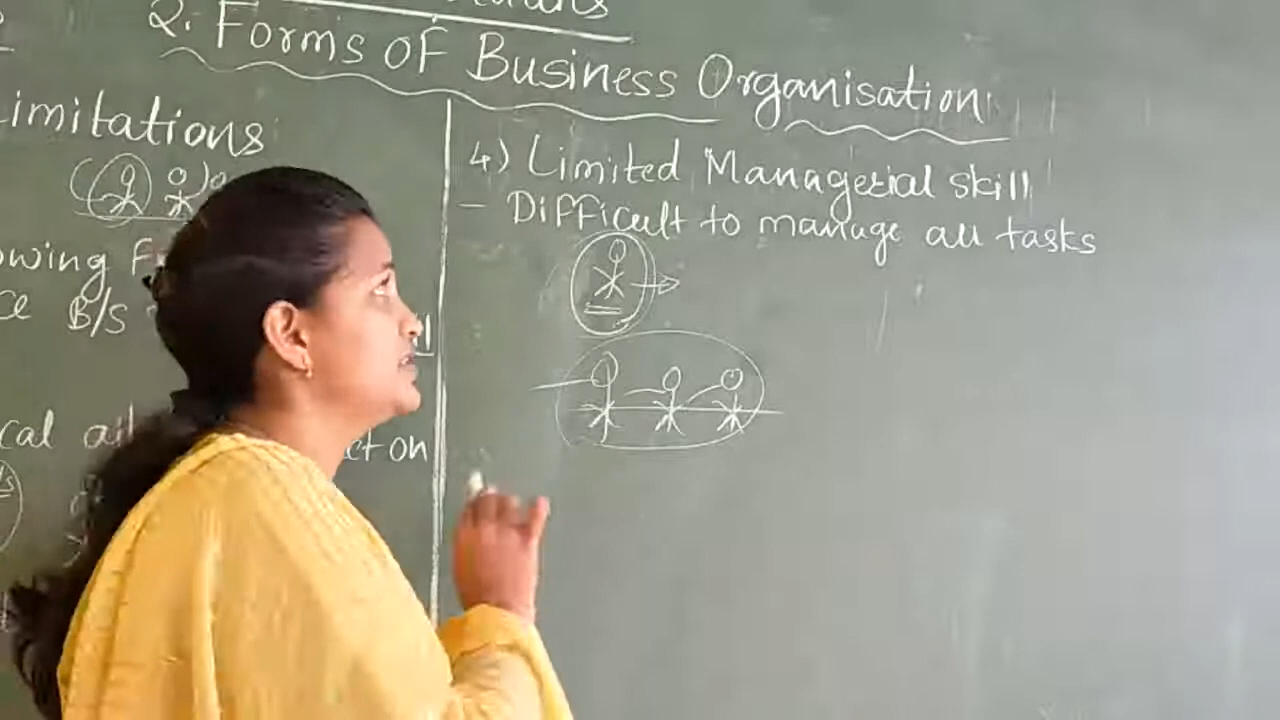 2. Forms of Business Organisation
imitations
owing
ce B/S
cal
ct on
4) Limited Managerial skill
- Difficult to manage all tasks